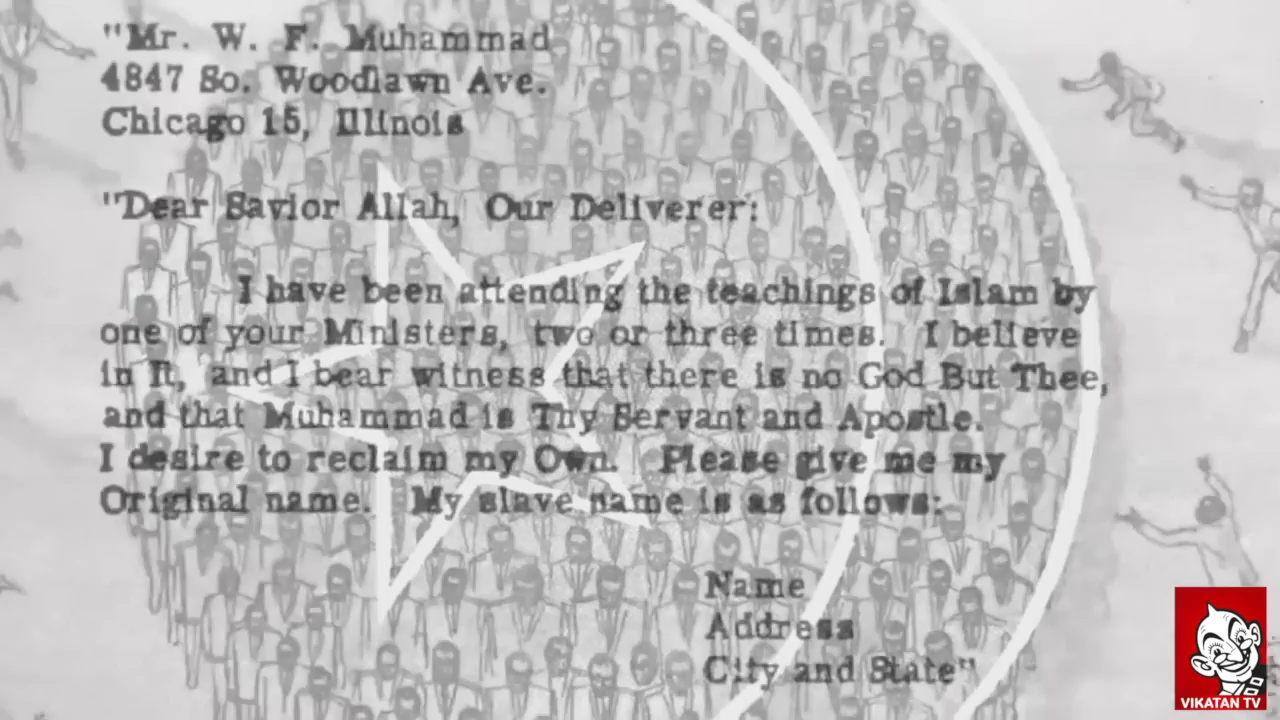 "Mr. W. F. Muhammad
4847 So. Woodlawn Ave.
Chicago 15, Illinois
"Dear Savior Allah, Our Deliverer:
I have been attending the teachings of Islam by
one of your Ministers, two or three times. I believe
in It, and I bear witness that there is no God But Thee,
and that Muhammad is Thy Servant and Apostle.
I desire to reclaim my Own. Please give me my
Original name. My slave name is as follows:
Name
Address
City and State"
VIKATAN TV